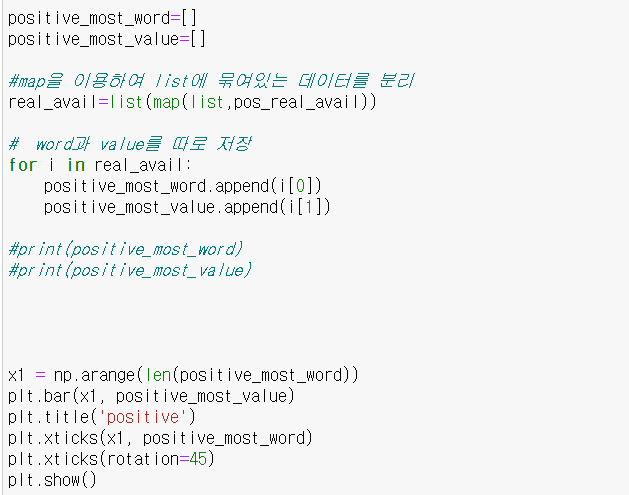 positive_most_word=[]
positive_most_value=[]
#map을 이용하여 list에 묶여있는 데이터를 분리
real_avail=list(map(list,pos_real_avail))
#  word과 value를 따로 저장
for i in real_avail:
    positive_most_word.append(i[0])
    positive_most_value.append(i[1])
#print(positive_most_word)
#print(positive_most_value)
x1 = np.arange(len(positive_most_word))
plt.bar(x1, positive_most_value)
plt.title('positive')
plt.xticks(x1, positive_most_word)
plt.xticks(rotation=45)
plt.show()